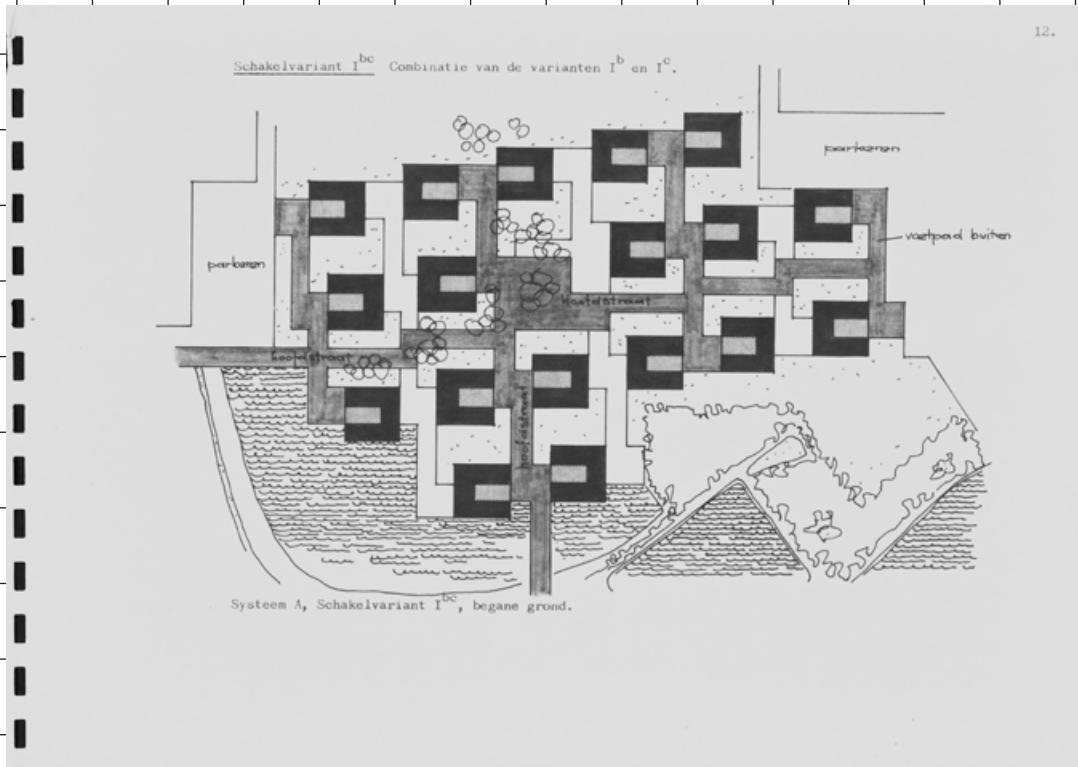 12.
Schakelvariant I^bc Combinatie van de varianten I^b en I^c.
parkeren
parkeren
voetpad buiten
hoofdstraat
hoofdstraat
hoofdstraat
Systeem A, Schakelvariant I^bc, begane grond.